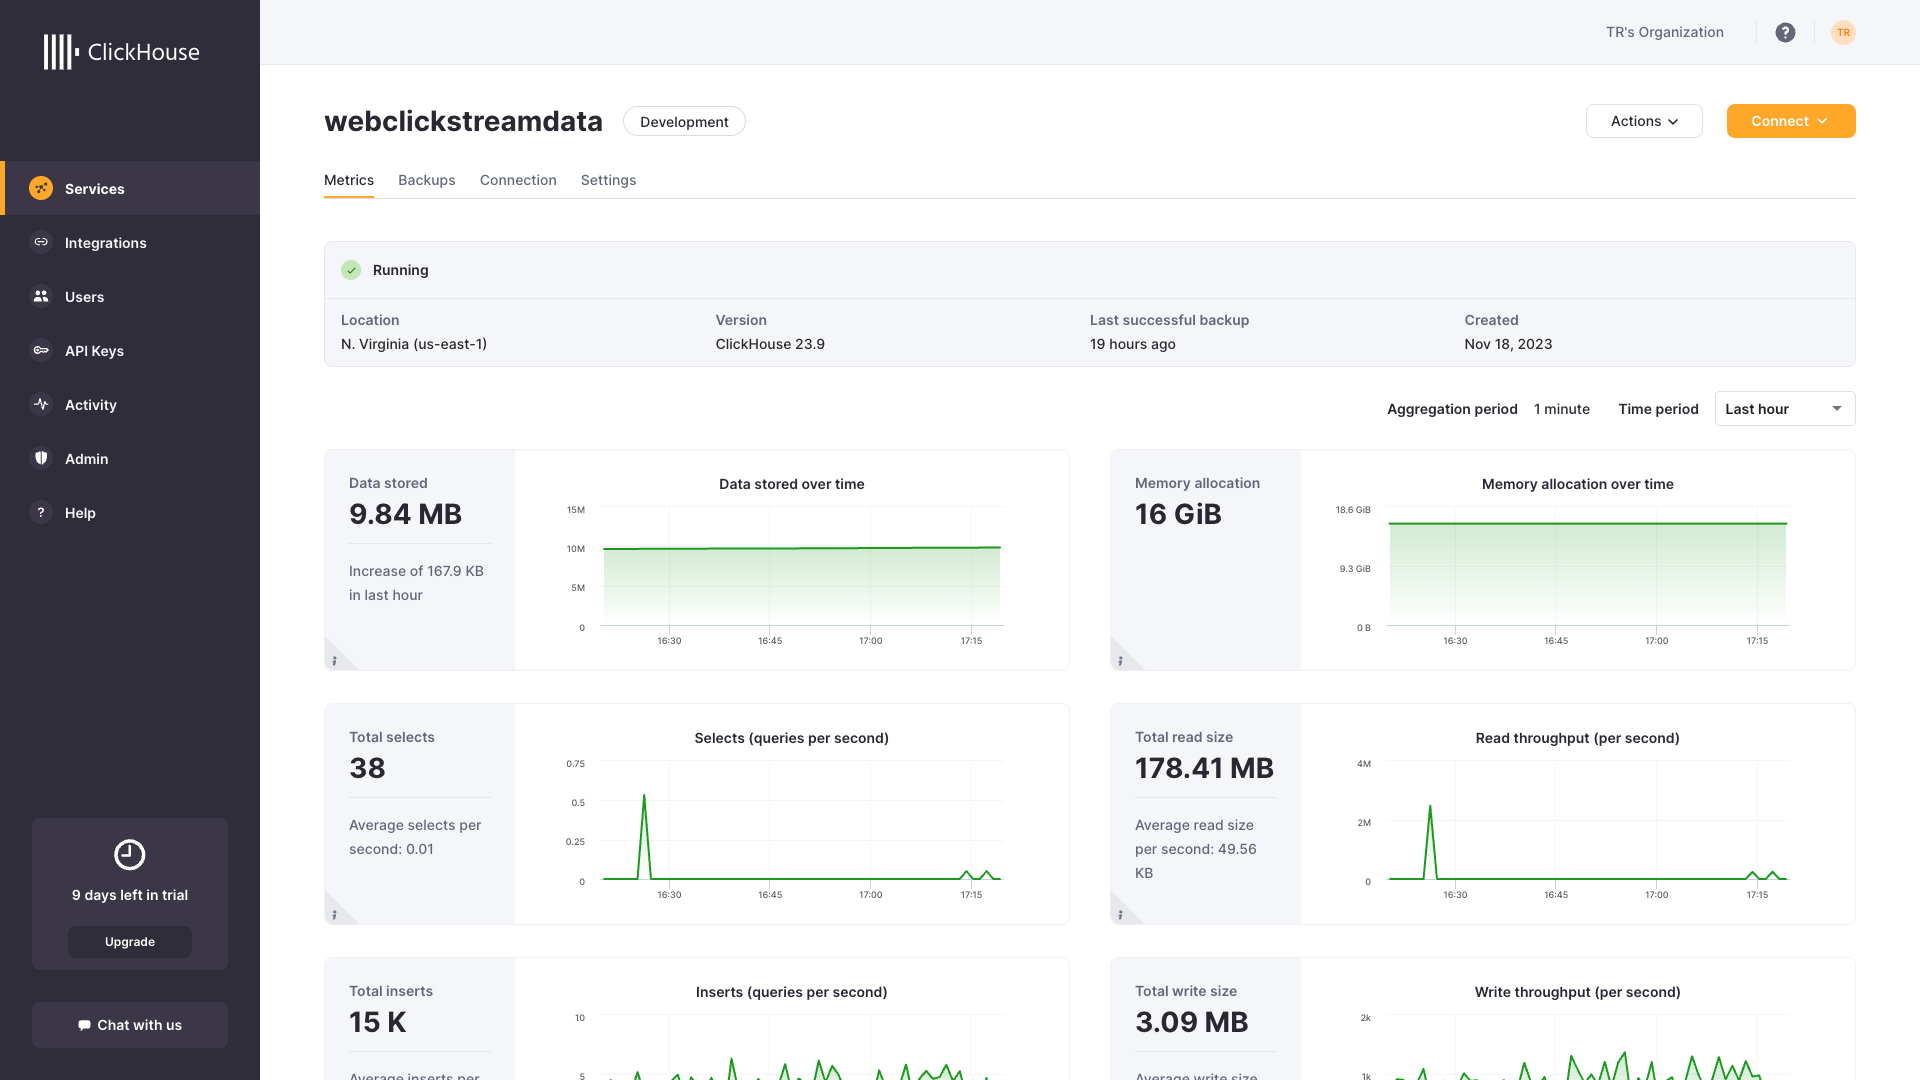 ClickHouse
TR's Organization
?
TR
webclickstreamdata
Development
Actions
Connect
Services
Integrations
Users
API Keys
Activity
Admin
?
Help
9 days left in trial
Upgrade
Chat with us
Metrics
Backups
Connection
Settings
Running
Location
N. Virginia (us-east-1)
Version
ClickHouse 23.9
Last successful backup
19 hours ago
Created
Nov 18, 2023
Aggregation period
1 minute
Time period
Last hour
Data stored
9.84 MB
Increase of 167.9 KB
in last hour
i
Data stored over time
15M
10M
5M
0
16:30
16:45
17:00
17:15
Memory allocation
16 GiB
i
Memory allocation over time
18.6 GiB
9.3 GiB
0 B
16:30
16:45
17:00
17:15
Total selects
38
Average selects per
second: 0.01
i
Selects (queries per second)
0.75
0.5
0.25
0
16:30
16:45
17:00
17:15
Total read size
178.41 MB
Average read size
per second: 49.56
KB
i
Read throughput (per second)
4M
2M
0
16:30
16:45
17:00
17:15
Total inserts
15 K
Average inserts per
Inserts (queries per second)
10
5
Total write size
3.09 MB
Average write size
Write throughput (per second)
2k
1k